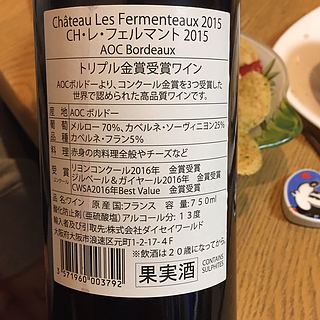 Château Les Fermenteaux 2015
CH・レ・フェルマント 2015
AOC Bordeaux
トリプル金賞受賞ワイン
AOCボルドーより、コンクール金賞を3つ受賞した
世界で認められた高品質ワインです。
産地 AOC ボルドー
葡萄品種 メルロー 70%、カベルネ・ソーヴィニヨン25%
カベルネ・フラン5%
料理 赤身の肉料理全般やチーズなど
受賞 コンクール リヨンコンクール2016年 金賞受賞
ジルベール&ガイヤール2016年 金賞受賞
CWSA2016年Best Value 金賞受賞
品名:ワイン 原産国:フランス 容量:750ml
酸化防止剤(亜硫酸塩) アルコール分:13度
輸入者及び引取先:株式会社ダイセイワールド
大阪府大阪市浪速区元町1-2-17-4F
※飲酒は20歳になってから。
3571960003792
果実酒
CONTAINS
SULPHITES